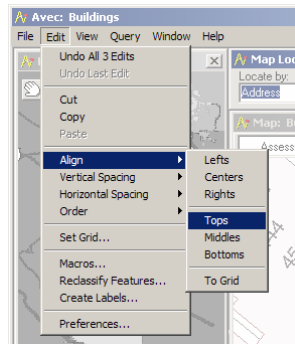 Avec: Buildings
File Edit View Query Window Help
Undo All 3 Edits
Undo Last Edit
Cut
Copy
Paste
Align
Vertical Spacing
Horizontal Spacing
Order
Set Grid...
Macros...
Reclassify Features...
Create Labels...
Preferences...
Lefts
Centers
Rights
Tops
Middles
Bottoms
To Grid
Map Loc
Locate by:
Address
Map: B
Assess
44